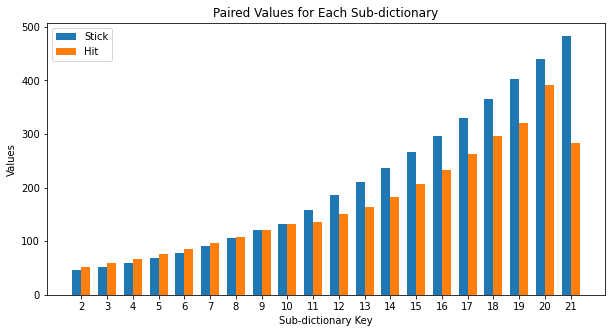 Paired Values for Each Sub-dictionary
Stick
Hit
Values
500
400
300
200
100
0
2 3 4 5 6 7 8 9 10 11 12 13 14 15 16 17 18 19 20 21
Sub-dictionary Key